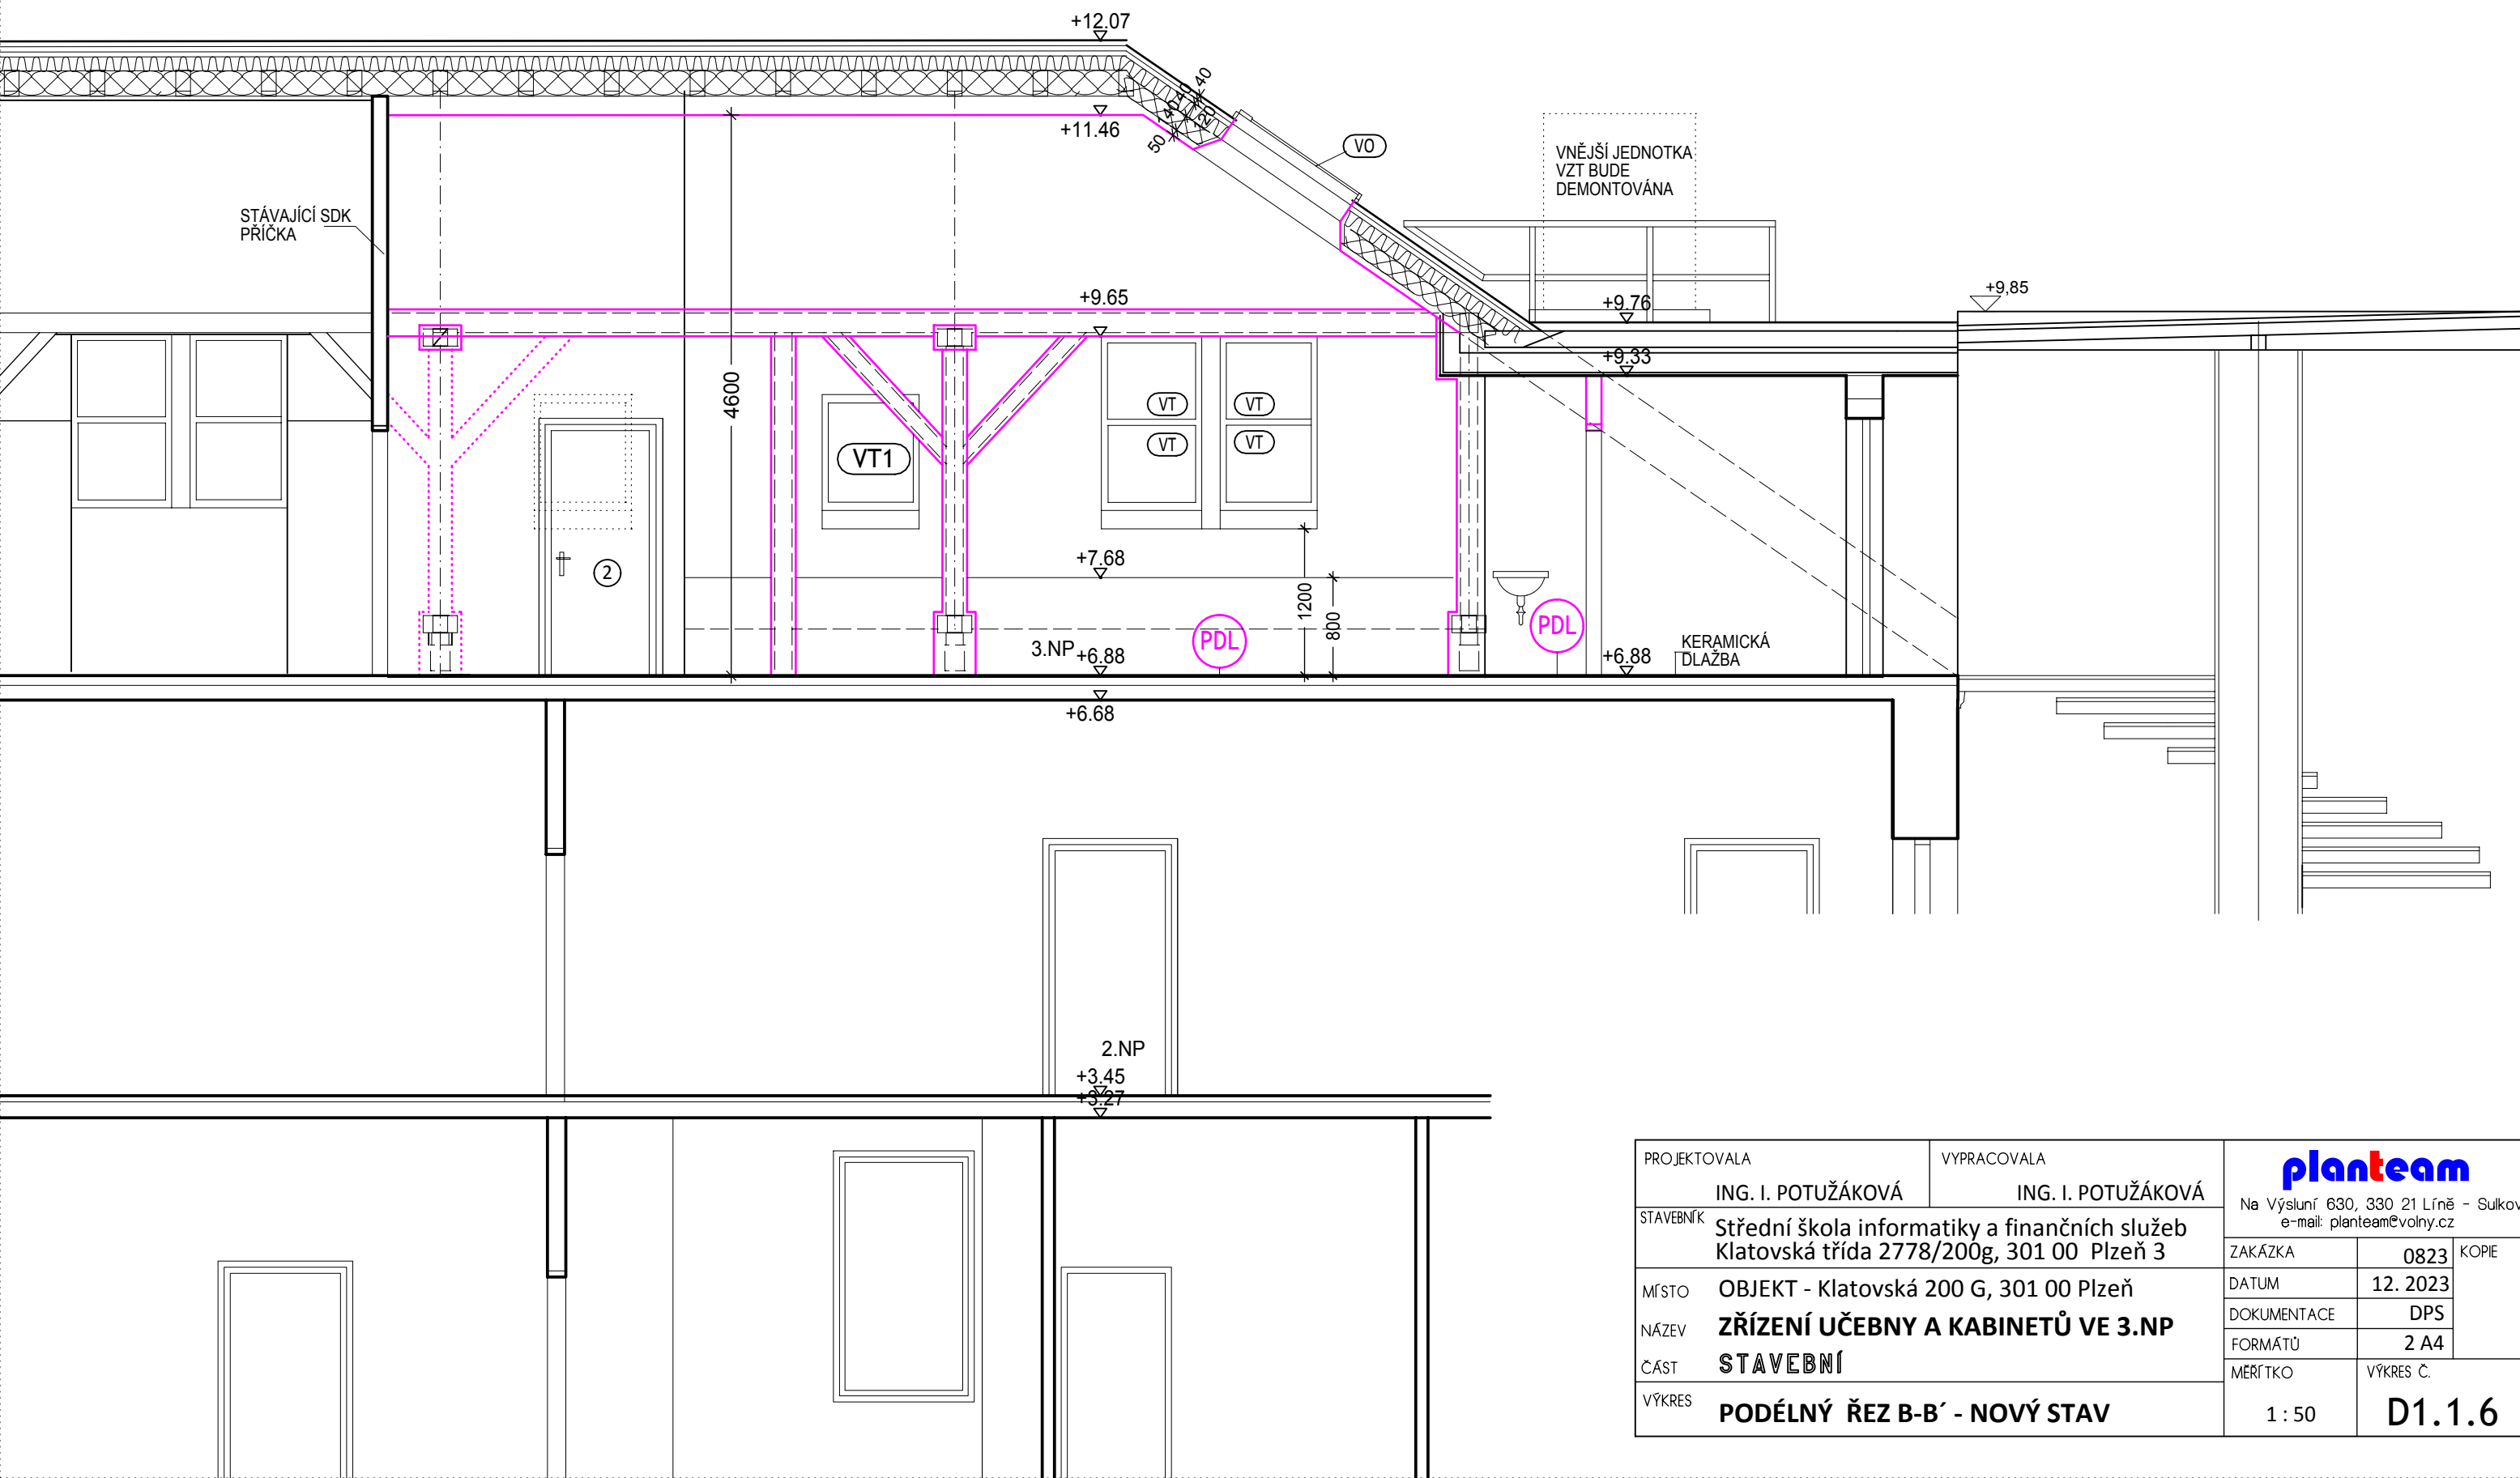 +12.07
40
40
140
120
50
+11.46
VO
VNĚJŠÍ JEDNOTKA
VZT BUDE
DEMONTOVÁNA
STÁVAJÍCÍ SDK
PŘÍČKA
+9.65
+9.76
+9,85
+9.33
4600
VT
VT
VT
VT
VT1
2
+7.68
1200
800
PDL
PDL
3.NP
+6.88
+6.88
KERAMICKÁ
DLAŽBA
+6.68
2.NP
+3.45
+3.27
PROJEKTOVALA
ING. I. POTUŽÁKOVÁ
VYPRACOVALA
ING. I. POTUŽÁKOVÁ
planteam
Na Výsluní 630, 330 21 Líně - Sulkov
e-mail: planteam@volny.cz
STAVEBNÍK
Střední škola informatiky a finančních služeb
Klatovská třída 2778/200g, 301 00 Plzeň 3
MÍSTO OBJEKT - Klatovská 200 G, 301 00 Plzeň
NÁZEV ZŘÍZENÍ UČEBNY A KABINETŮ VE 3.NP
ČÁST STAVEBNÍ
VÝKRES PODÉLNÝ ŘEZ B-B´ - NOVÝ STAV
ZAKÁZKA 0823 KOPIE
DATUM 12. 2023
DOKUMENTACE DPS
FORMÁTŮ 2 A4
MĚŘÍTKO
1 : 50
VÝKRES Č.
D1.1.6